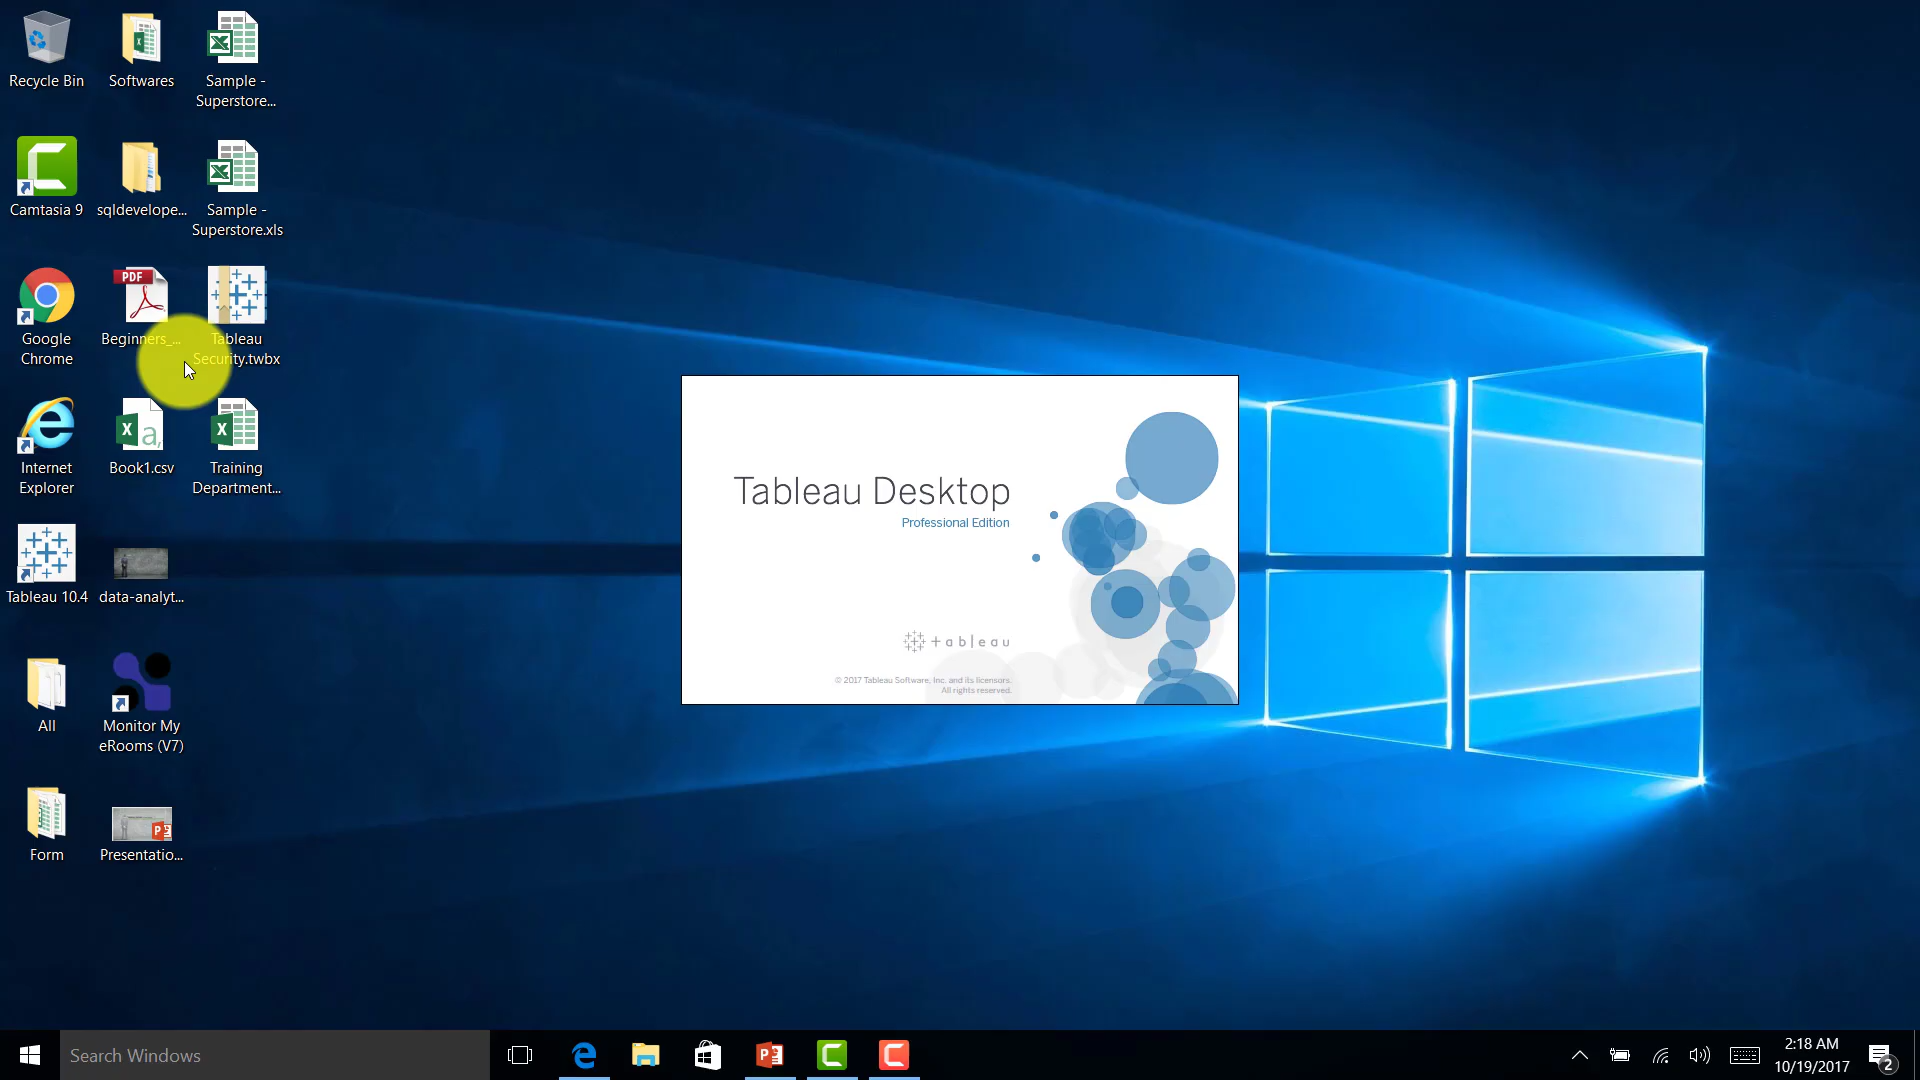 Recycle Bin
Softwares
Sample -
Superstore...
Camtasia 9
sqldevelope...
Sample -
Superstore.xls
Google
Chrome
PDF
Beginners_...
Tableau
Security.twbx
Internet
Explorer
Book1.csv
Training
Department...
Tableau 10.4
data-analyt...
All
Monitor My
eRooms (V7)
Form
Presentatio...
Tableau Desktop
Professional Edition
+ableau
© 2017 Tableau Software, Inc. and its licensors.
All rights reserved.
Search Windows
2:18 AM
10/19/2017
2